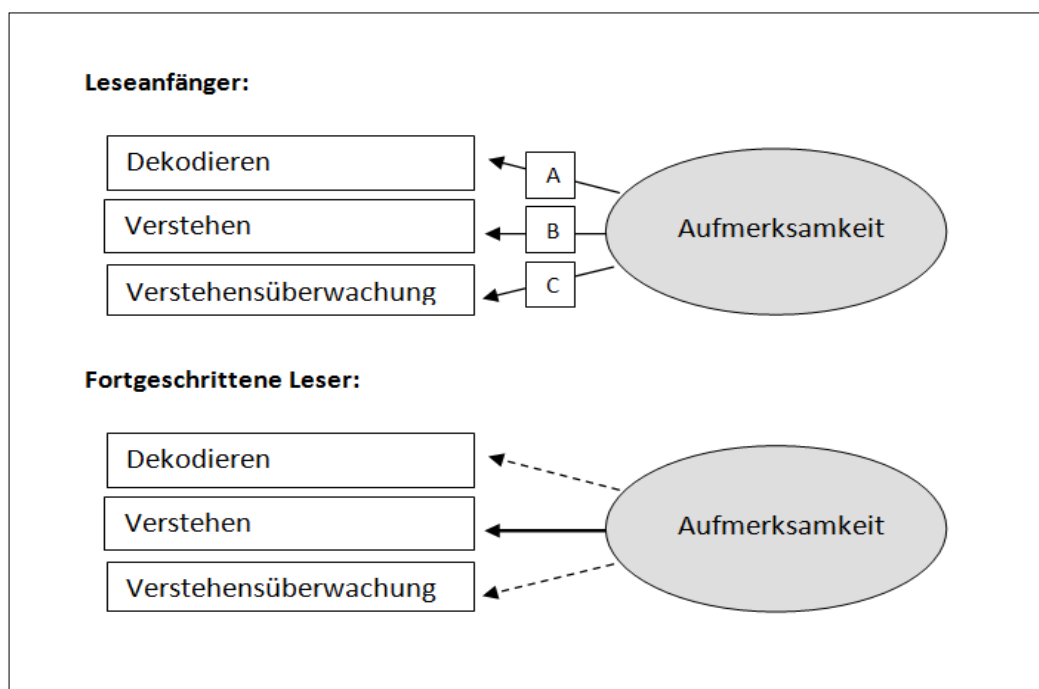 Leseanfänger:
Dekodieren
A
Verstehen
B
Aufmerksamkeit
Verstehensüberwachung
C
Fortgeschrittene Leser:
Dekodieren
Verstehen
Aufmerksamkeit
Verstehensüberwachung